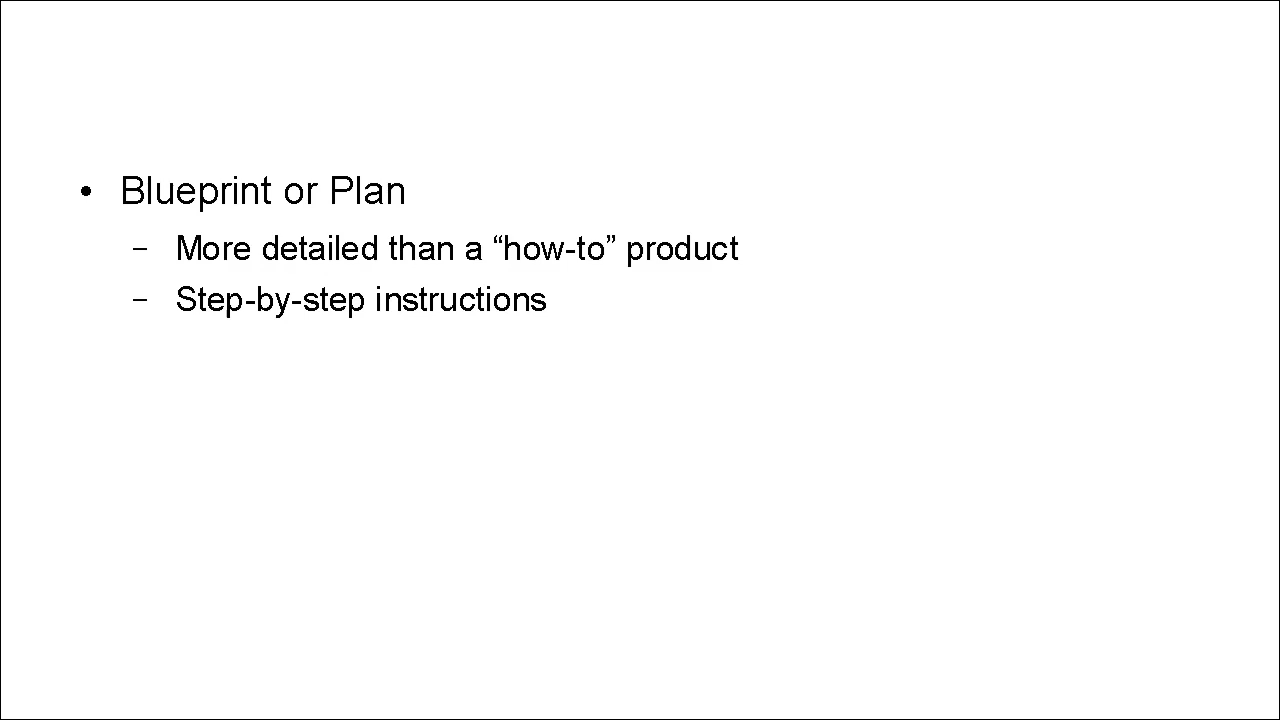 • Blueprint or Plan
– More detailed than a “how-to” product
– Step-by-step instructions